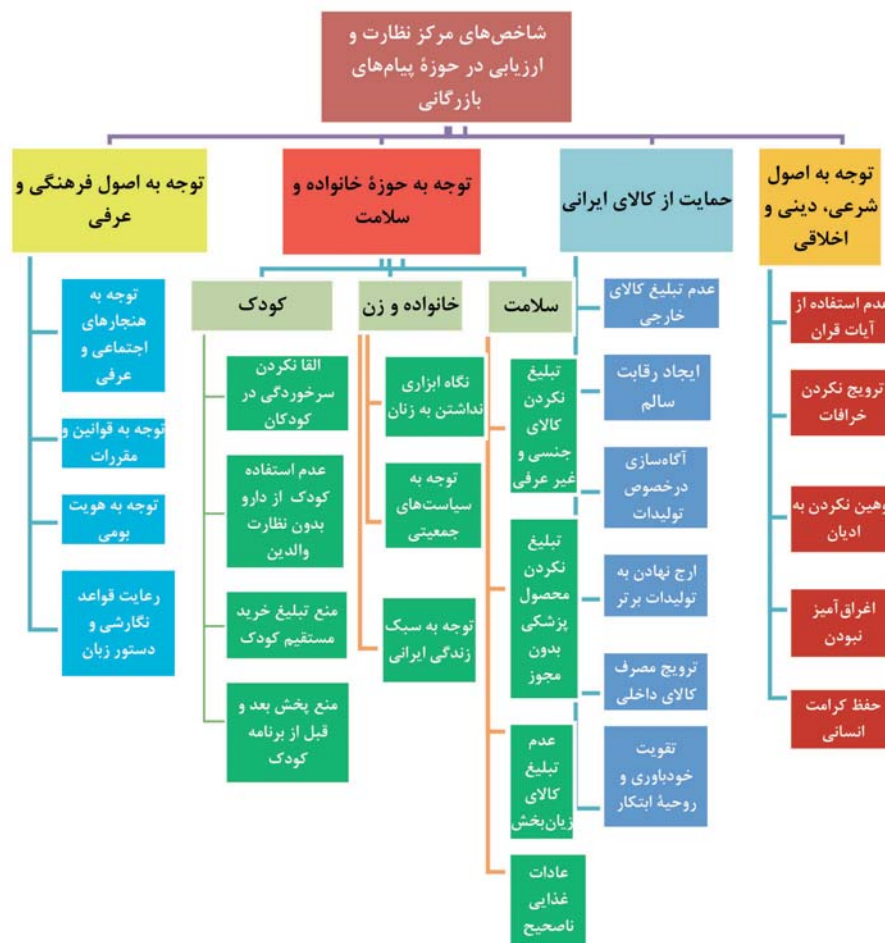 شاخص‌های مرکز نظارت و
ارزیابی در حوزهٔ پیام‌های
بازرگانی
توجه به اصول
شرعی، دینی و
اخلاقی
عدم استفاده از
آیات قران
ترویج نکردن
خرافات
وهین نکردن به
ادیان
اغراق‌آمیز
نبودن
حفظ کرامت
انسانی
حمایت از کالای ایرانی
عدم تبلیغ کالای
خارجی
ایجاد رقابت
سالم
آگاه‌سازی
درخصوص
تولیدات
ارج نهادن به
تولیدات برتر
ترویج مصرف
کالای داخلی
تقویت
خودباوری و
روحیهٔ ابتکار
توجه به حوزهٔ خانواده و
سلامت
سلامت
تبلیغ
نکردن
کالای
جنسی و
غیر عرفی
تبلیغ
نکردن
محصول
پزشکی
بدون
مجوز
عدم
تبلیغ
کالای
زیان‌بخش
عادات
غذایی
ناصحیح
خانواده و زن
نگاه ابزاری
نداشتن به زنان
توجه به
سیاست‌های
جمعیتی
توجه به سبک
زندگی ایرانی
کودک
القا نکردن
سرخوردگی در
کودکان
عدم استفاده
کودک از دارو
بدون نظارت
والدین
منع تبلیغ خرید
مستقیم کودک
منع پخش بعد و
قبل از برنامه
کودک
توجه به اصول فرهنگی و
عرفی
توجه به
هنجارهای
اجتماعی و
عرفی
توجه به قوانین و
مقررات
توجه به هویت
بومی
رعایت قواعد
نگارشی و
دستور زبان